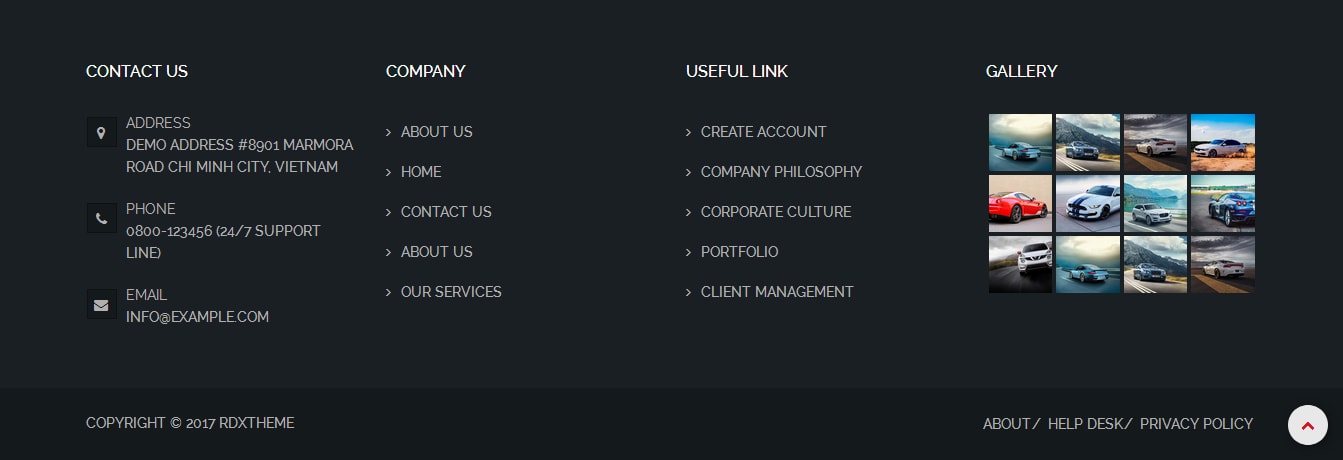 CONTACT US
ADDRESS
DEMO ADDRESS #8901 MARMORA
ROAD CHI MINH CITY, VIETNAM
PHONE
0800-123456 (24/7 SUPPORT
LINE)
EMAIL
INFO@EXAMPLE.COM
COMPANY
ABOUT US
HOME
CONTACT US
ABOUT US
OUR SERVICES
USEFUL LINK
CREATE ACCOUNT
COMPANY PHILOSOPHY
CORPORATE CULTURE
PORTFOLIO
CLIENT MANAGEMENT
GALLERY
COPYRIGHT © 2017 RDXTHEME
ABOUT/ HELP DESK/ PRIVACY POLICY